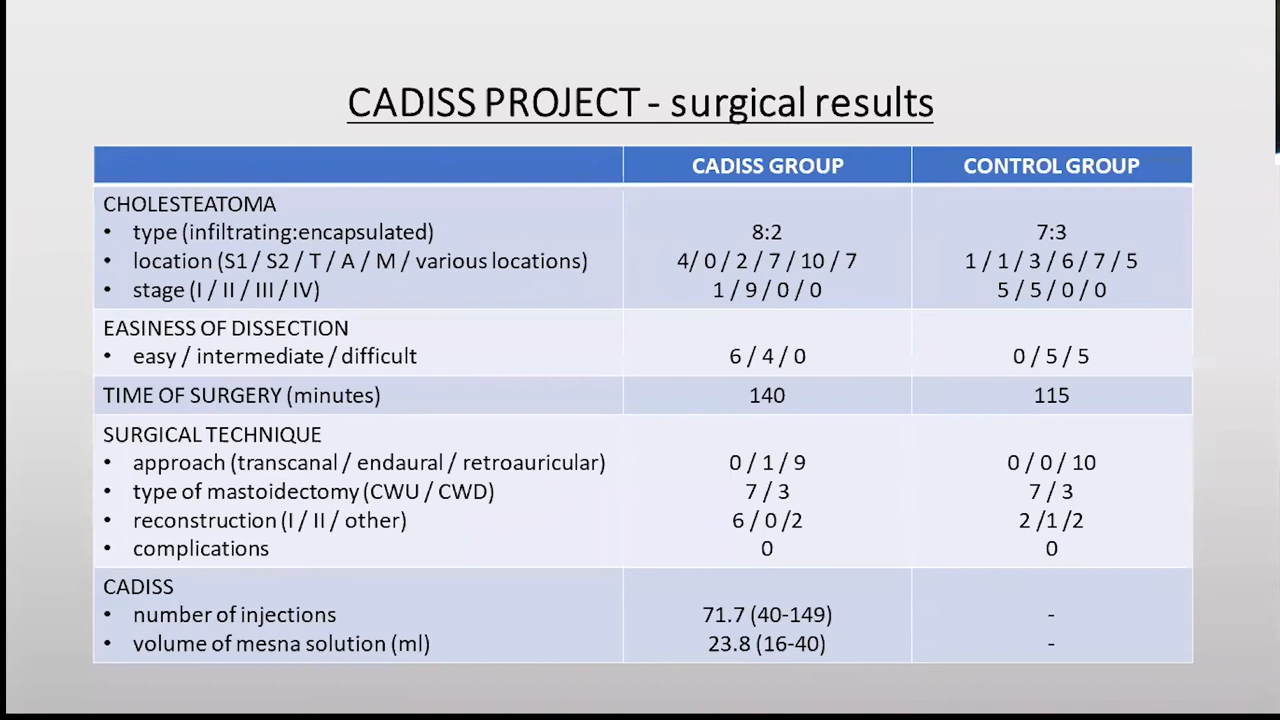 CADISS PROJECT - surgical results
CADISS GROUP CONTROL GROUP
CHOLESTEATOMA
• type (infiltrating:encapsulated) 8:2 7:3
• location (S1 / S2 / T / A / M / various locations) 4/ 0 / 2 / 7 / 10 / 7 1 / 1 / 3 / 6 / 7 / 5
• stage (I / II / III / IV) 1 / 9 / 0 / 0 5 / 5 / 0 / 0
EASINESS OF DISSECTION
• easy / intermediate / difficult 6 / 4 / 0 0 / 5 / 5
TIME OF SURGERY (minutes) 140 115
SURGICAL TECHNIQUE
• approach (transcanal / endaural / retroauricular) 0 / 1 / 9 0 / 0 / 10
• type of mastoidectomy (CWU / CWD) 7 / 3 7 / 3
• reconstruction (I / II / other) 6 / 0 /2 2 /1 /2
• complications 0 0
CADISS
• number of injections 71.7 (40-149) -
• volume of mesna solution (ml) 23.8 (16-40) -